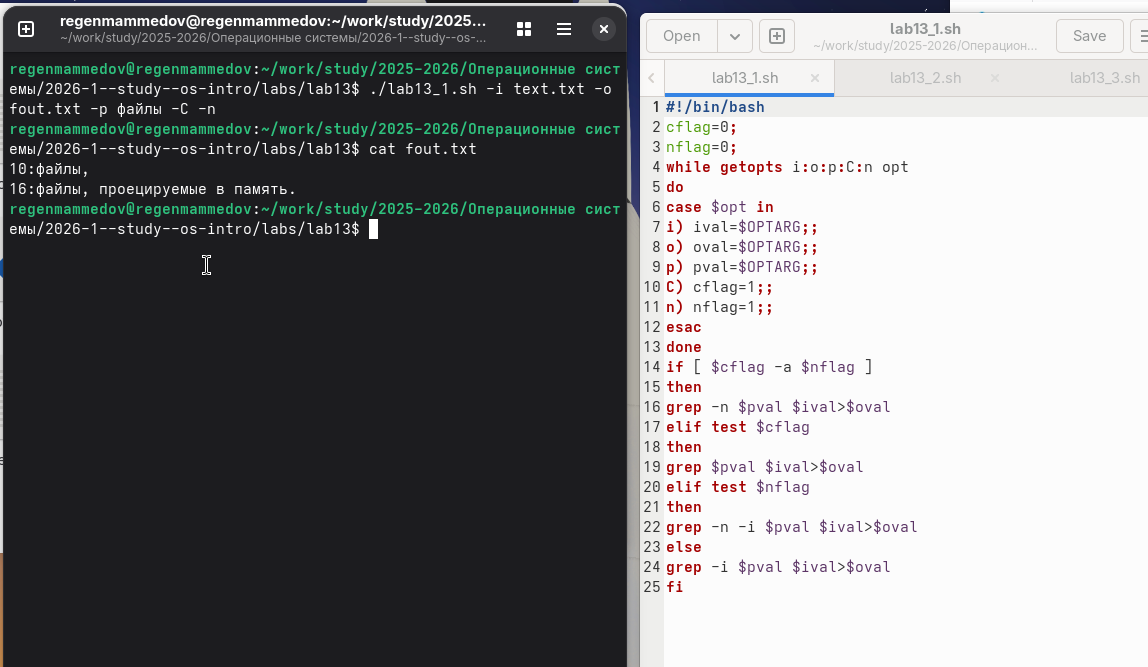 regenmammedov@regenmammedov:~/work/study/2025...
~/work/study/2025-2026/Операционные системы/2026-1--study--os-...
regenmammedov@regenmammedov:~/work/study/2025-2026/Операционные сист
емы/2026-1--study--os-intro/labs/lab13$ ./lab13_1.sh -i text.txt -o
fout.txt -p файлы -C -n
regenmammedov@regenmammedov:~/work/study/2025-2026/Операционные сист
емы/2026-1--study--os-intro/labs/lab13$ cat fout.txt
10:файлы,
16:файлы, проецируемые в память.
regenmammedov@regenmammedov:~/work/study/2025-2026/Операционные сист
емы/2026-1--study--os-intro/labs/lab13$
Open
lab13_1.sh
~/work/study/2025-2026/Операцион...
Save
lab13_1.sh
lab13_2.sh
lab13_3.sh
1 #!/bin/bash
2 cflag=0;
3 nflag=0;
4 while getopts i:o:p:C:n opt
5 do
6 case $opt in
7 i) ival=$OPTARG;;
8 o) oval=$OPTARG;;
9 p) pval=$OPTARG;;
10 C) cflag=1;;
11 n) nflag=1;;
12 esac
13 done
14 if [ $cflag -a $nflag ]
15 then
16 grep -n $pval $ival>$oval
17 elif test $cflag
18 then
19 grep $pval $ival>$oval
20 elif test $nflag
21 then
22 grep -n -i $pval $ival>$oval
23 else
24 grep -i $pval $ival>$oval
25 fi